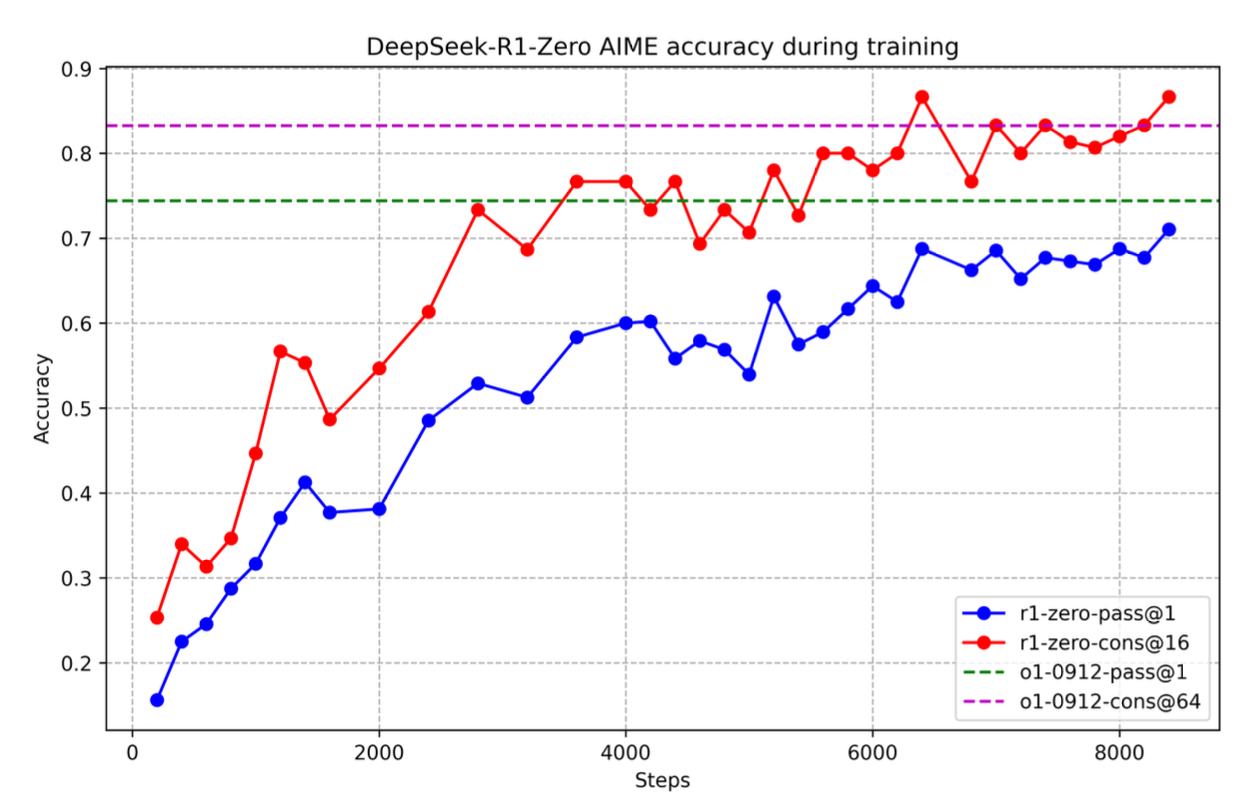 DeepSeek-R1-Zero AIME accuracy during training
0.9
0.8
0.7
0.6
0.5
0.4
0.3
0.2
Accuracy
r1-zero-pass@1
r1-zero-cons@16
o1-0912-pass@1
o1-0912-cons@64
0 2000 4000 6000 8000
Steps